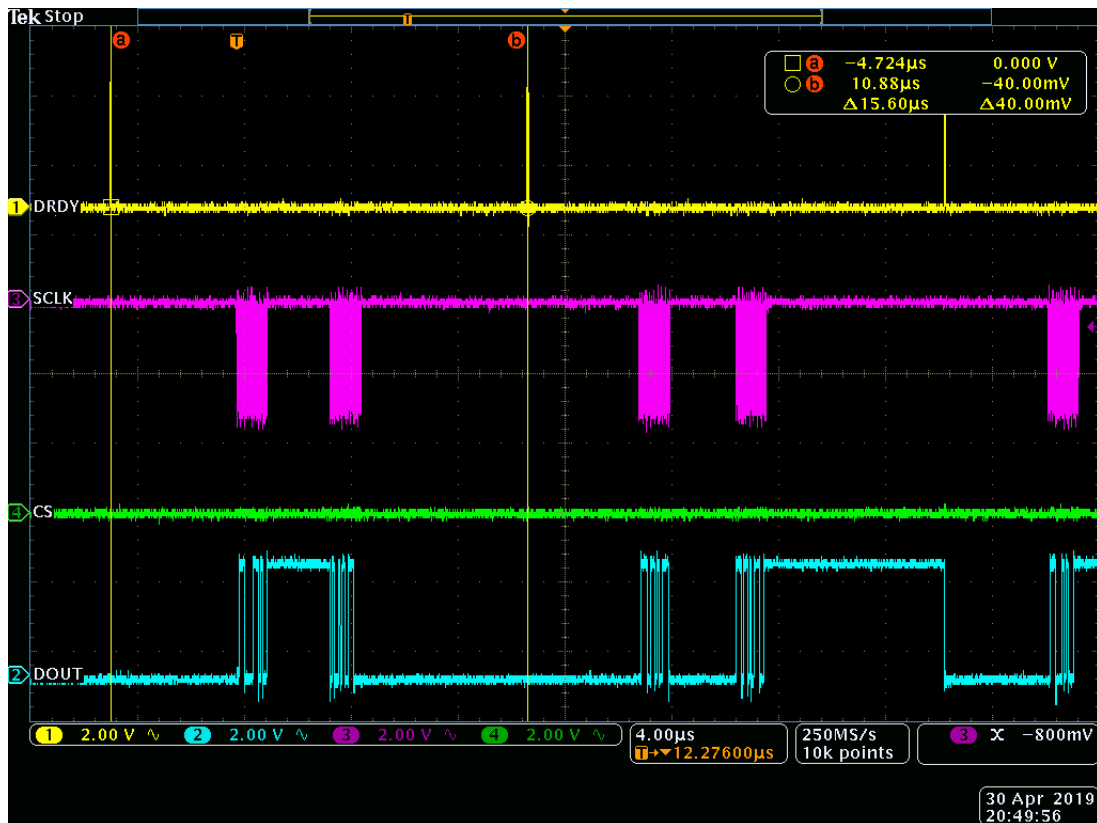 Tek Stop
a
T
b
a −4.724µs 0.000 V
b 10.88µs −40.00mV
Δ15.60µs Δ40.00mV
1 DRDY
3 SCLK
4 CS
2 DOUT
1 2.00 V 2 2.00 V 3 2.00 V 4 2.00 V
4.00µs
T→▾12.27600µs
250MS/s
10k points
3 −800mV
30 Apr 2019
20:49:56